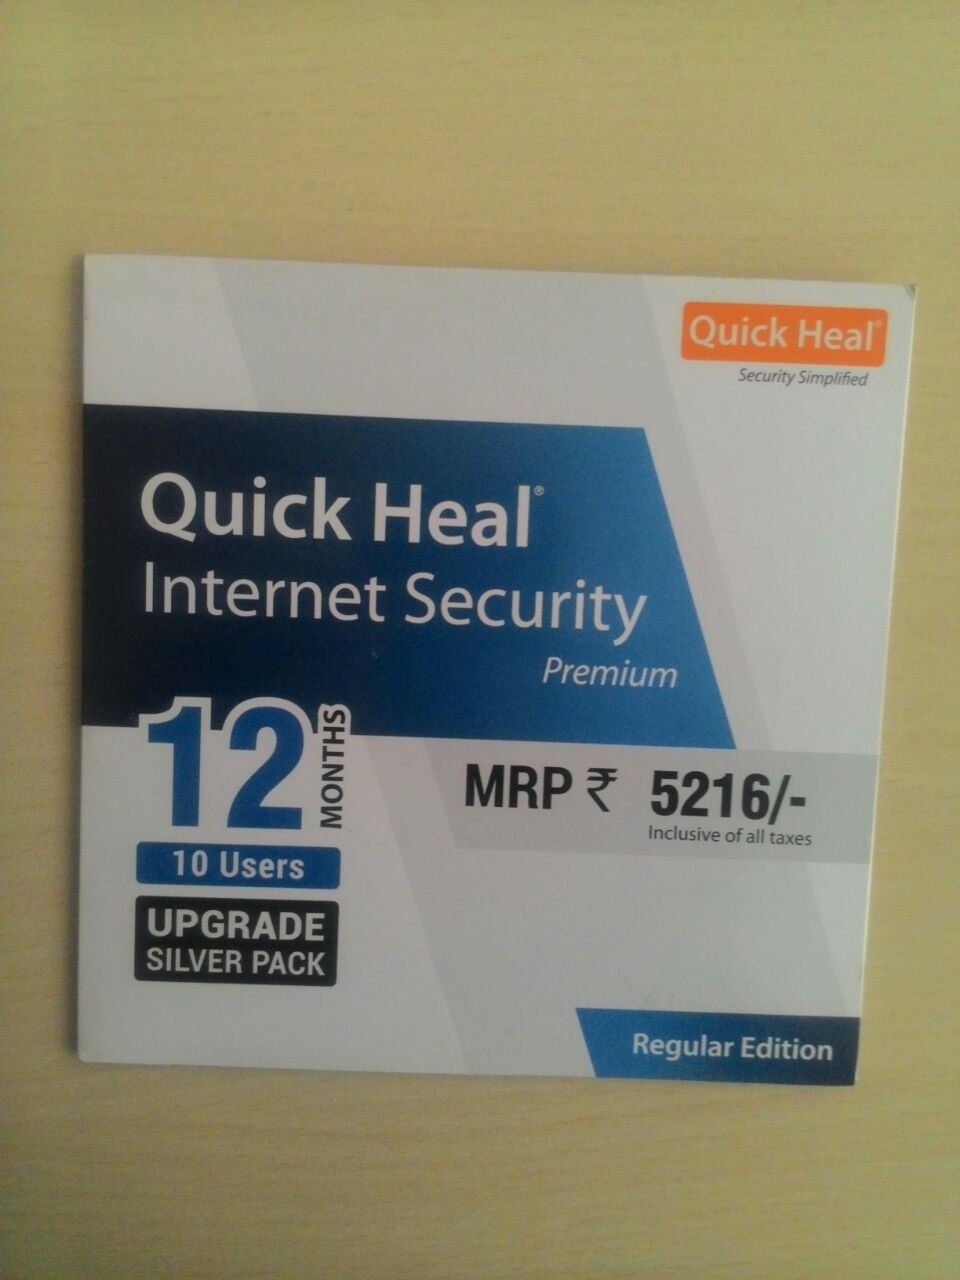 Quick Heal®
Security Simplified
Quick Heal®
Internet Security
Premium
12
MONTHS
MRP ₹ 5216/-
Inclusive of all taxes
10 Users
UPGRADE
SILVER PACK
Regular Edition